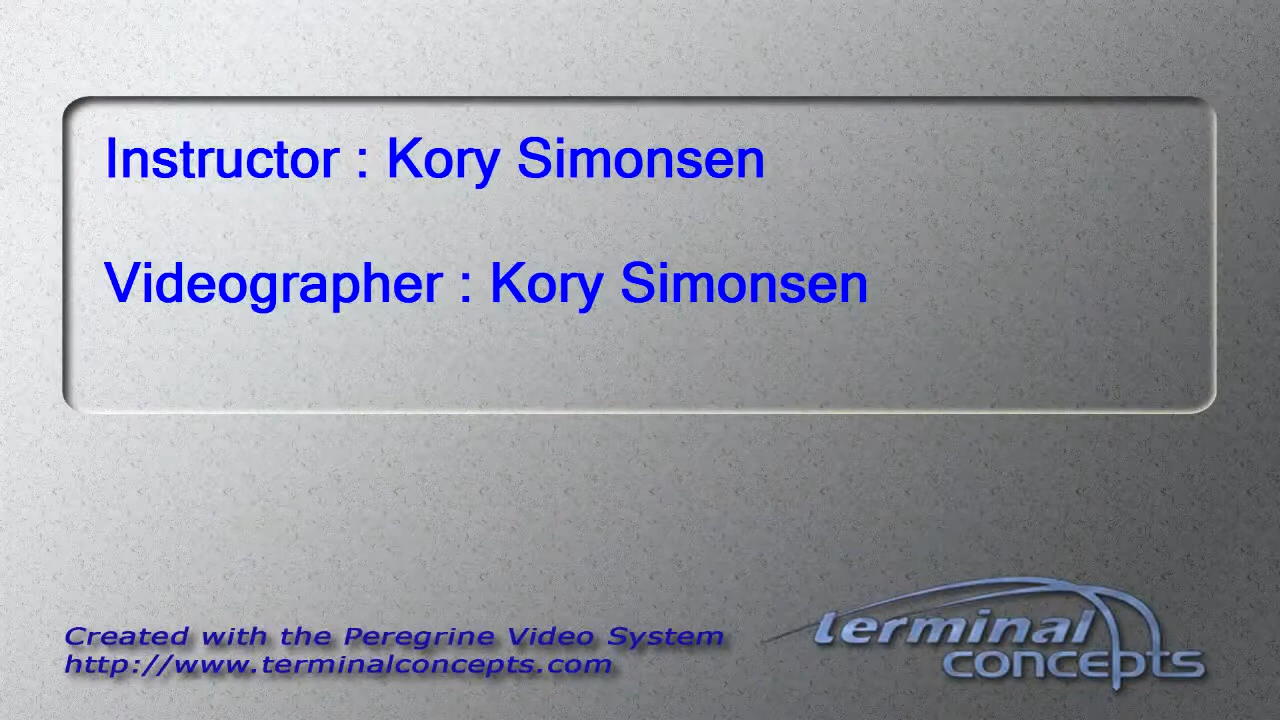 Instructor : Kory Simonsen
Videographer : Kory Simonsen
Created with the Peregrine Video System
http://www.terminalconcepts.com
terminal
concepts